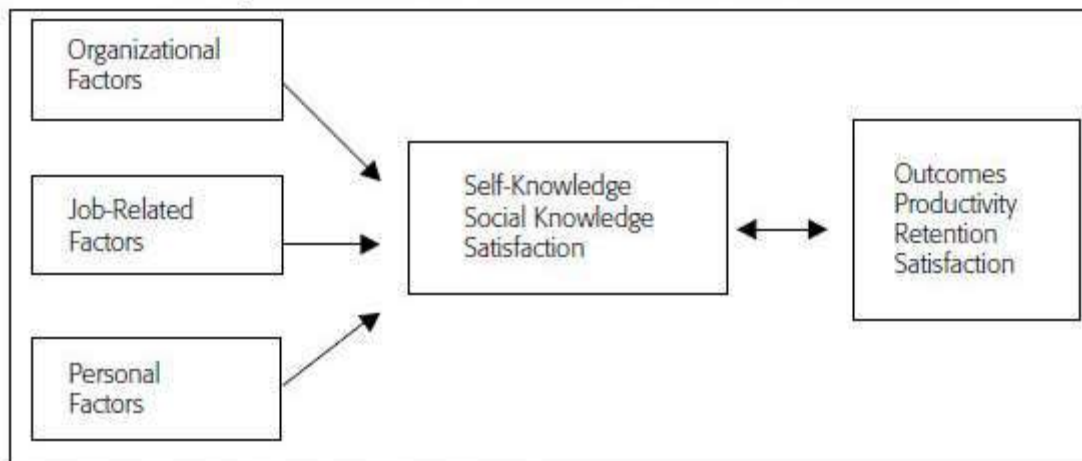 Organizational
Factors
Job-Related
Factors
Personal
Factors
Self-Knowledge
Social Knowledge
Satisfaction
Outcomes
Productivity
Retention
Satisfaction